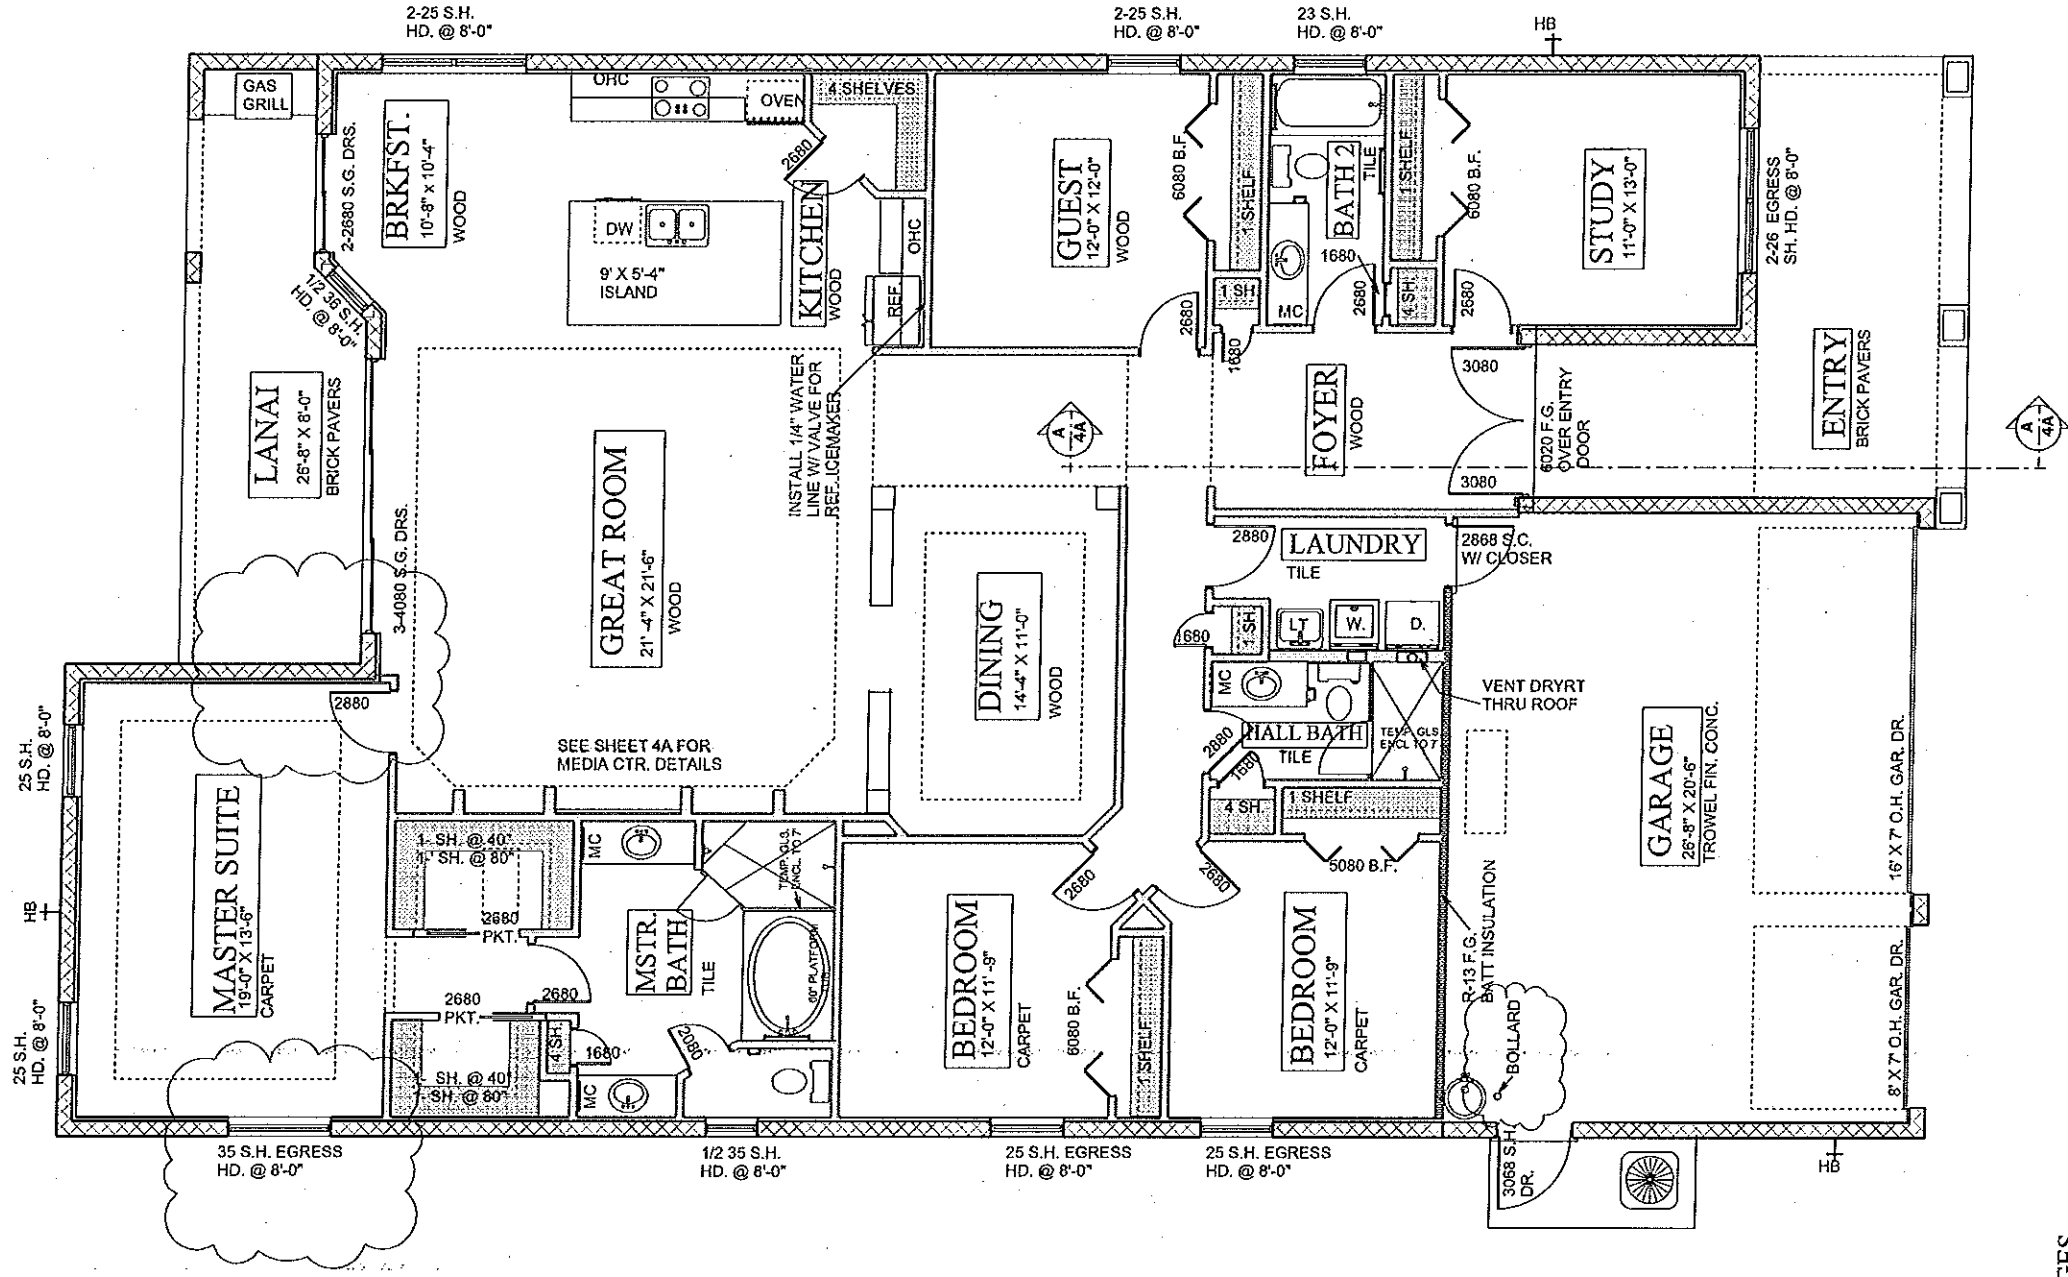 2-25 S.H.
HD. @ 8'-0"
2-25 S.H.
HD. @ 8'-0"
23 S.H.
HD. @ 8'-0"
HB
GAS
GRILL
2-2680 S.G. DRS.
BRKFST.
10'-8" x 10'-4"
WOOD
OHC
OVEN
4 SHELVES
2680
DW
9' X 5'-4"
ISLAND
KITCHEN
WOOD
OHC
REF.
1/2 36 S.H.
HD. @ 8'-0"
GUEST
12'-0" X 12'-0"
WOOD
6080 B.F.
1 SHELF
1 SH.
2680
1680
BATH 2
TILE
1680
MC
2680
1 SHELF
4 SH.
6080 B.F.
2680
STUDY
11'-0" X 13'-0"
2-26 EGRESS
SH. HD. @ 8'-0"
LANAI
26'-8" X 8'-0"
BRICK PAVERS
3-4080 S.G. DRS.
GREAT ROOM
21'-4" X 21'-6"
WOOD
INSTALL 1/4" WATER
LINE W/ VALVE FOR
REF. ICEMAKER
A
4A
FOYER
WOOD
3080
3080
6020 F.G.
OVER ENTRY
DOOR
ENTRY
BRICK PAVERS
A
4A
DINING
14'-4" X 11'-0"
WOOD
2880
LAUNDRY
TILE
2868 S.C.
W/ CLOSER
1680
1 SH.
LT
W.
D.
MC
VENT DRYRT
THRU ROOF
HALL BATH
TILE
TEMP. GLS.
ENCL TO 7'
2880
1680
4 SH.
1 SHELF
5080 B.F.
GARAGE
26'-8" X 20'-6"
TROWEL FIN. CONC.
16' X 7' O.H. GAR. DR.
8' X 7' O.H. GAR. DR.
2880
25 S.H.
HD. @ 8'-0"
SEE SHEET 4A FOR
MEDIA CTR. DETAILS
MASTER SUITE
19'-0" X 13'-6"
CARPET
HB
25 S.H.
HD. @ 8'-0"
1- SH. @ 40"
1- SH. @ 80"
2680
PKT.
2680
PKT.
2680
1- SH. @ 40"
1- SH. @ 80"
4 SH.
1680
MC
MC
MSTR.
BATH
TILE
TEMP. GLS.
ENCL. TO 7'
60" PLATFORM
2080
BEDROOM
12'-0" X 11'-9"
CARPET
2680
2680
6080 B.F.
1 SHELF
BEDROOM
12'-0" X 11'-9"
CARPET
R-13 F.G.
BATT INSULATION
BOLLARD
35 S.H. EGRESS
HD. @ 8'-0"
1/2 35 S.H.
HD. @ 8'-0"
25 S.H. EGRESS
HD. @ 8'-0"
25 S.H. EGRESS
HD. @ 8'-0"
3068 S.H.
DR.
HB